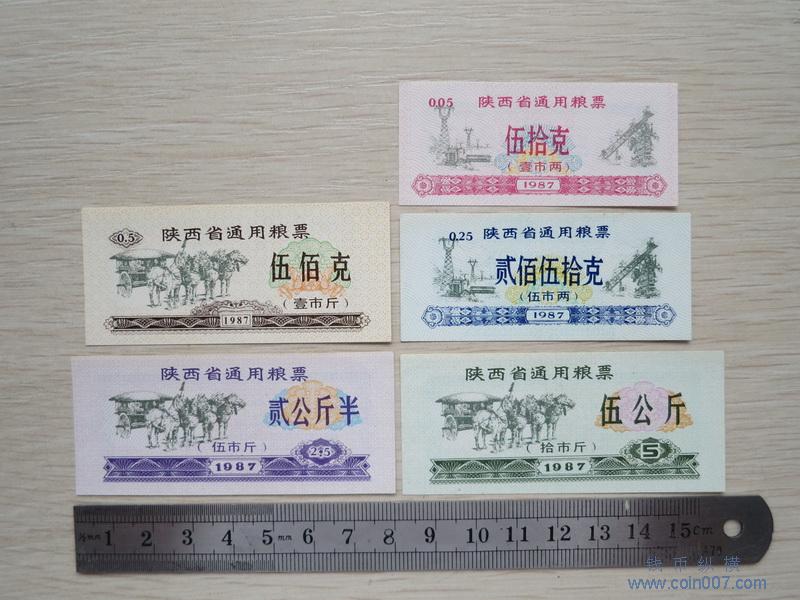 0.05 陕西省通用粮票
伍拾克
(壹市两)
1987
0.5 陕西省通用粮票
伍佰克
(壹市斤)
1987
0.25 陕西省通用粮票
贰佰伍拾克
(伍市两)
1987
陕西省通用粮票
贰公斤半
(伍市斤)
2.5
1987
陕西省通用粮票
伍公斤
(拾市斤)
5
1987
½mm 1 2 3 4 5mm 6 7 8 9 10 11 12 13 14 15cm
钱币纵横
www.coin007.com